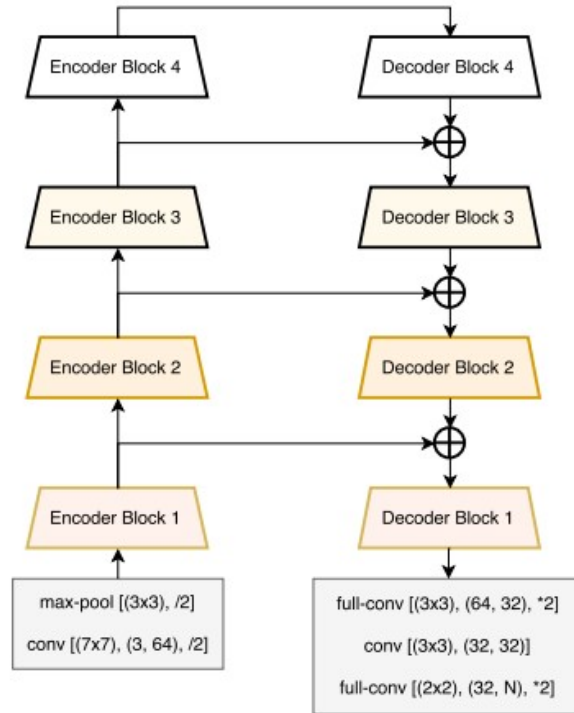 Encoder Block 4
Decoder Block 4
Encoder Block 3
Decoder Block 3
Encoder Block 2
Decoder Block 2
Encoder Block 1
Decoder Block 1
max-pool [(3x3), /2]
conv [(7x7), (3, 64), /2]
full-conv [(3x3), (64, 32), *2]
conv [(3x3), (32, 32)]
full-conv [(2x2), (32, N), *2]